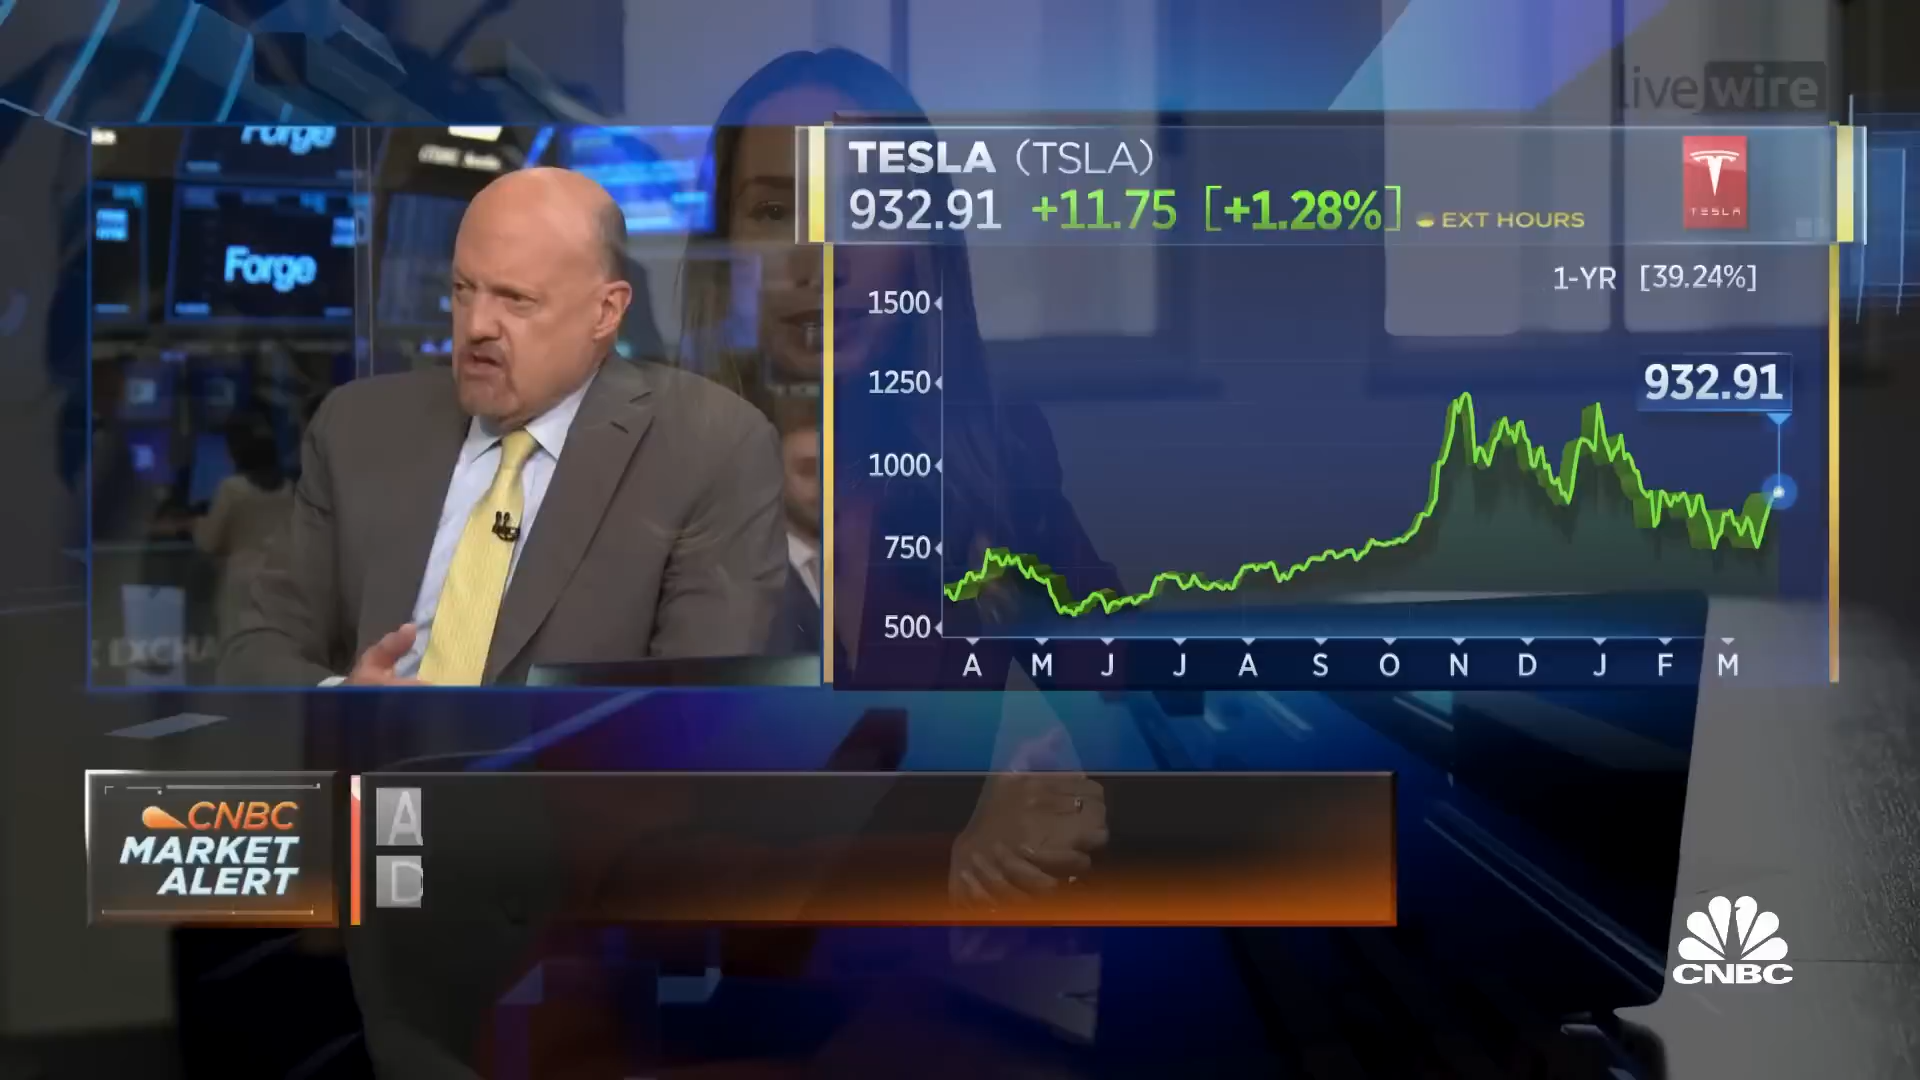 livewire
Forge
Forge
TESLA (TSLA)
932.91 +11.75 [+1.28%] EXT HOURS
TESLA
1-YR [39.24%]
1500
1250
1000
750
500
932.91
A M J J A S O N D J F M
EXCHA
CNBC
MARKET
ALERT
A
D
CNBC